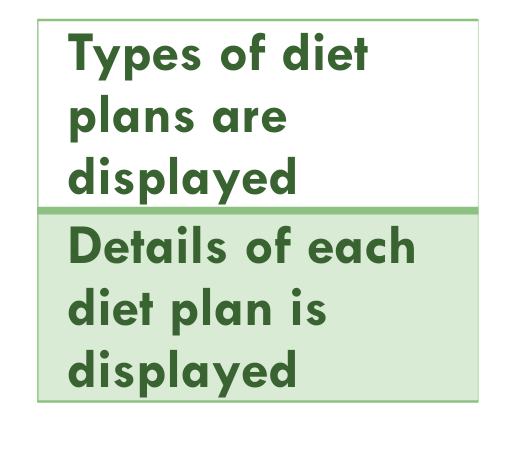 Types of diet
plans are
displayed
Details of each
diet plan is
displayed